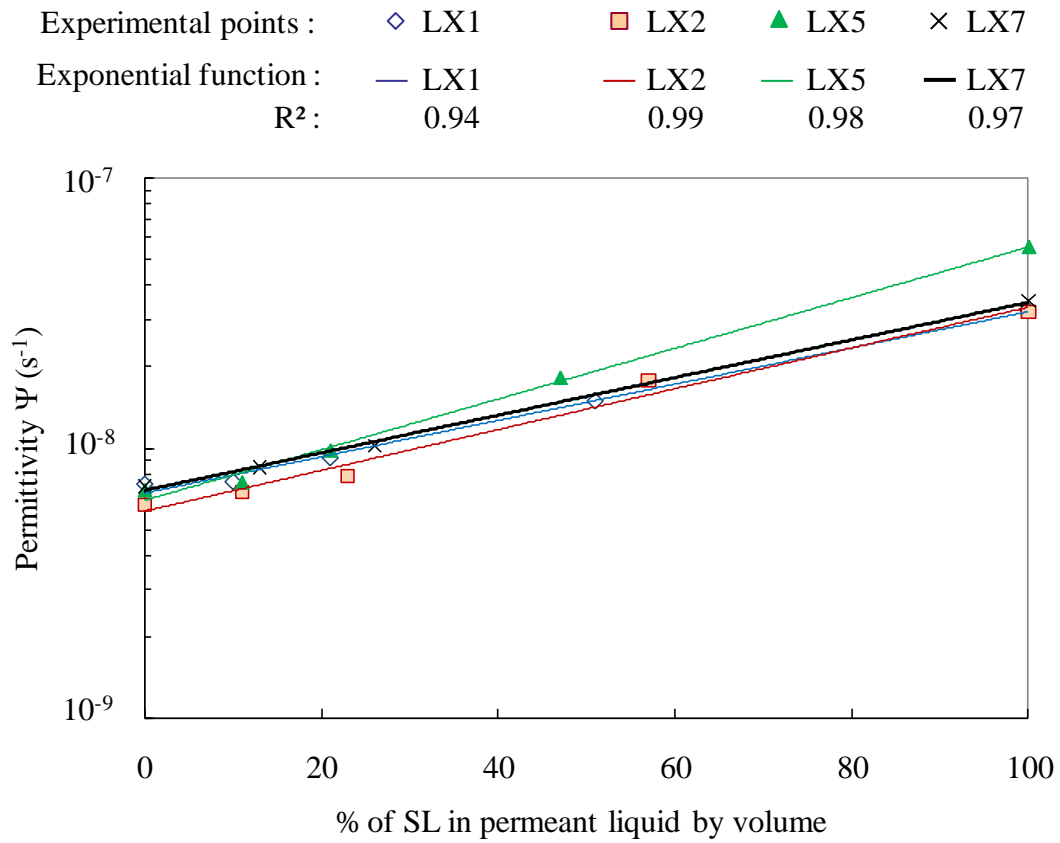 Experimental points : LX1 LX2 LX5 LX7
Exponential function : LX1 LX2 LX5 LX7
R² : 0.94 0.99 0.98 0.97
10⁻⁷
10⁻⁸
10⁻⁹
Permittivity Ψ (s⁻¹)
0 20 40 60 80 100
% of SL in permeant liquid by volume